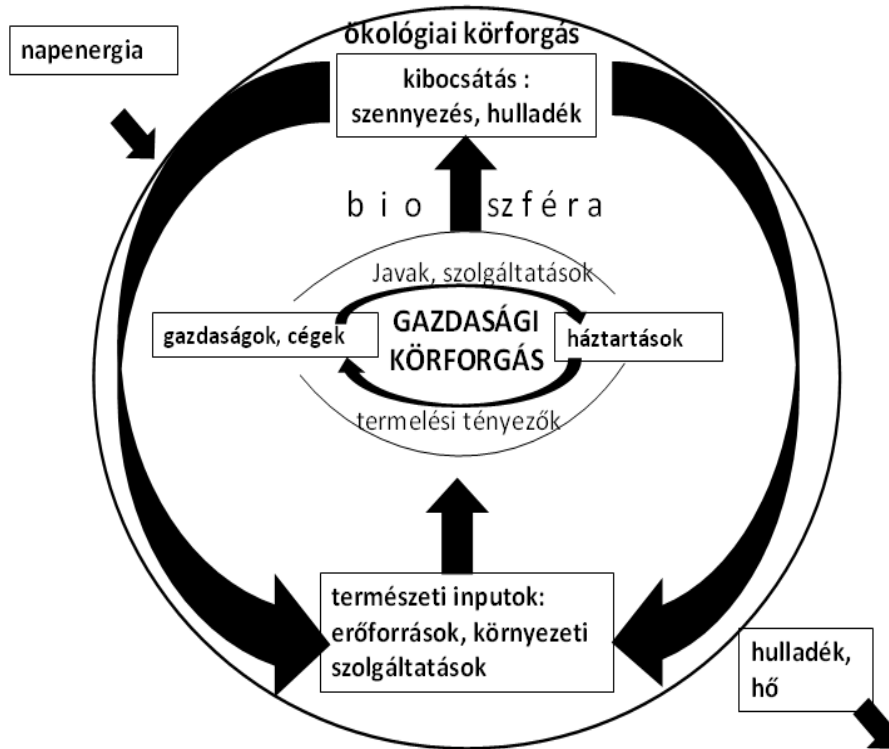 ökológiai körforgás
napenergia
kibocsátás :
szennyezés, hulladék
b i o sz f é r a
Javak, szolgáltatások
gazdaságok, cégek
GAZDASÁGI
KÖRFORGÁS
háztartások
termelési tényezők
természeti inputok:
erőforrások, környezeti
szolgáltatások
hulladék,
hő